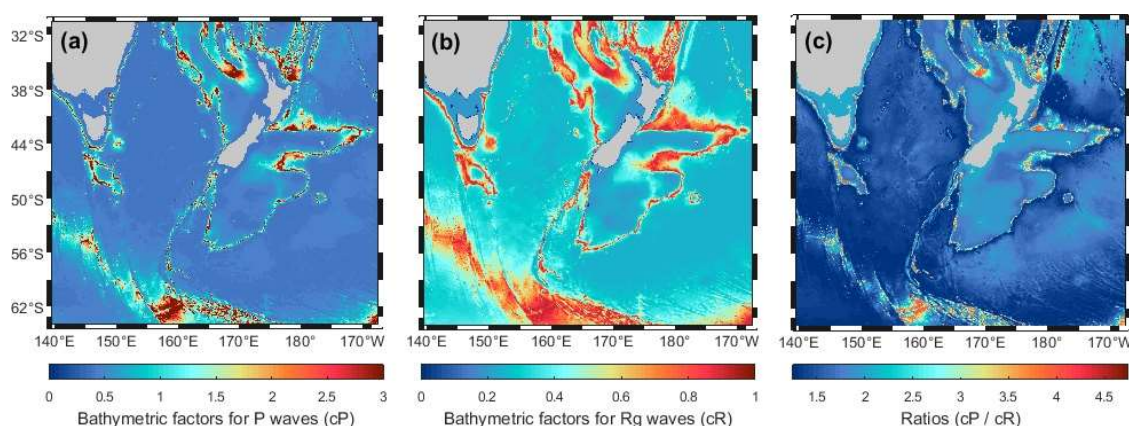 (a)
(b)
(c)
32°S
38°S
44°S
50°S
56°S
62°S
140°E 150°E 160°E 170°E 180° 170°W
140°E 150°E 160°E 170°E 180° 170°W
140°E 150°E 160°E 170°E 180° 170°W
0 0.5 1 1.5 2 2.5 3
Bathymetric factors for P waves (cP)
0 0.2 0.4 0.6 0.8 1
Bathymetric factors for Rg waves (cR)
1.5 2 2.5 3 3.5 4 4.5
Ratios (cP / cR)